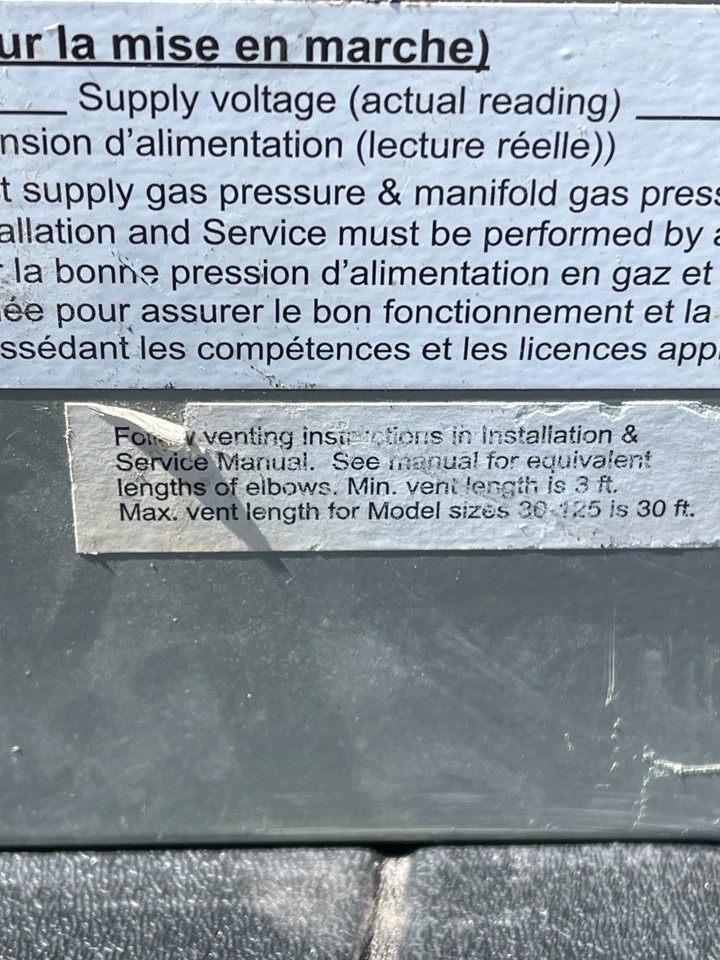 ur la mise en marche)
Supply voltage (actual reading)
nsion d'alimentation (lecture réelle))
t supply gas pressure & manifold gas press
allation and Service must be performed by a
la bonne pression d'alimentation en gaz et
ée pour assurer le bon fonctionnement et la
ssédant les compétences et les licences app
Follow venting instructions in Installation &
Service Manual. See manual for equivalent
lengths of elbows. Min. vent length is 3 ft.
Max. vent length for Model sizes 30-125 is 30 ft.